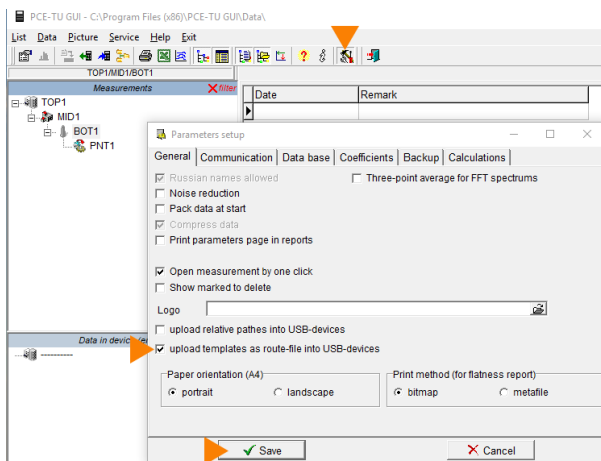 PCE-TU GUI - C:\Program Files (x86)\PCE-TU GUI\Data\
List Data Picture Service Help Exit
TOP1/MID1/BOT1
Measurements filter
Date Remark
TOP1
MID1
BOT1
PNT1
Parameters setup
General Communication Data base Coefficients Backup Calculations
Russian names allowed Three-point average for FFT spectrums
Noise reduction
Pack data at start
Compress data
Print parameters page in reports
Open measurement by one click
Show marked to delete
Logo
upload relative pathes into USB-devices
Data in
upload templates as route-file into USB-devices
----------
Paper orientation (A4) Print method (for flatness report)
portrait landscape bitmap metafile
Save Cancel